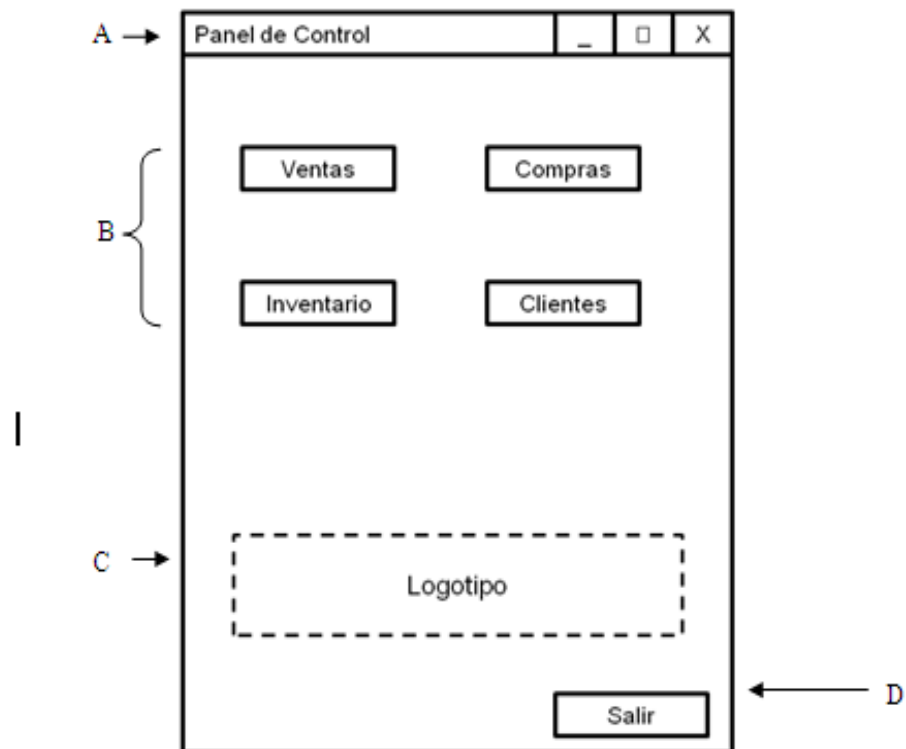 A
Panel de Control _ □ X
Ventas Compras
B
Inventario Clientes
C
Logotipo
D
Salir